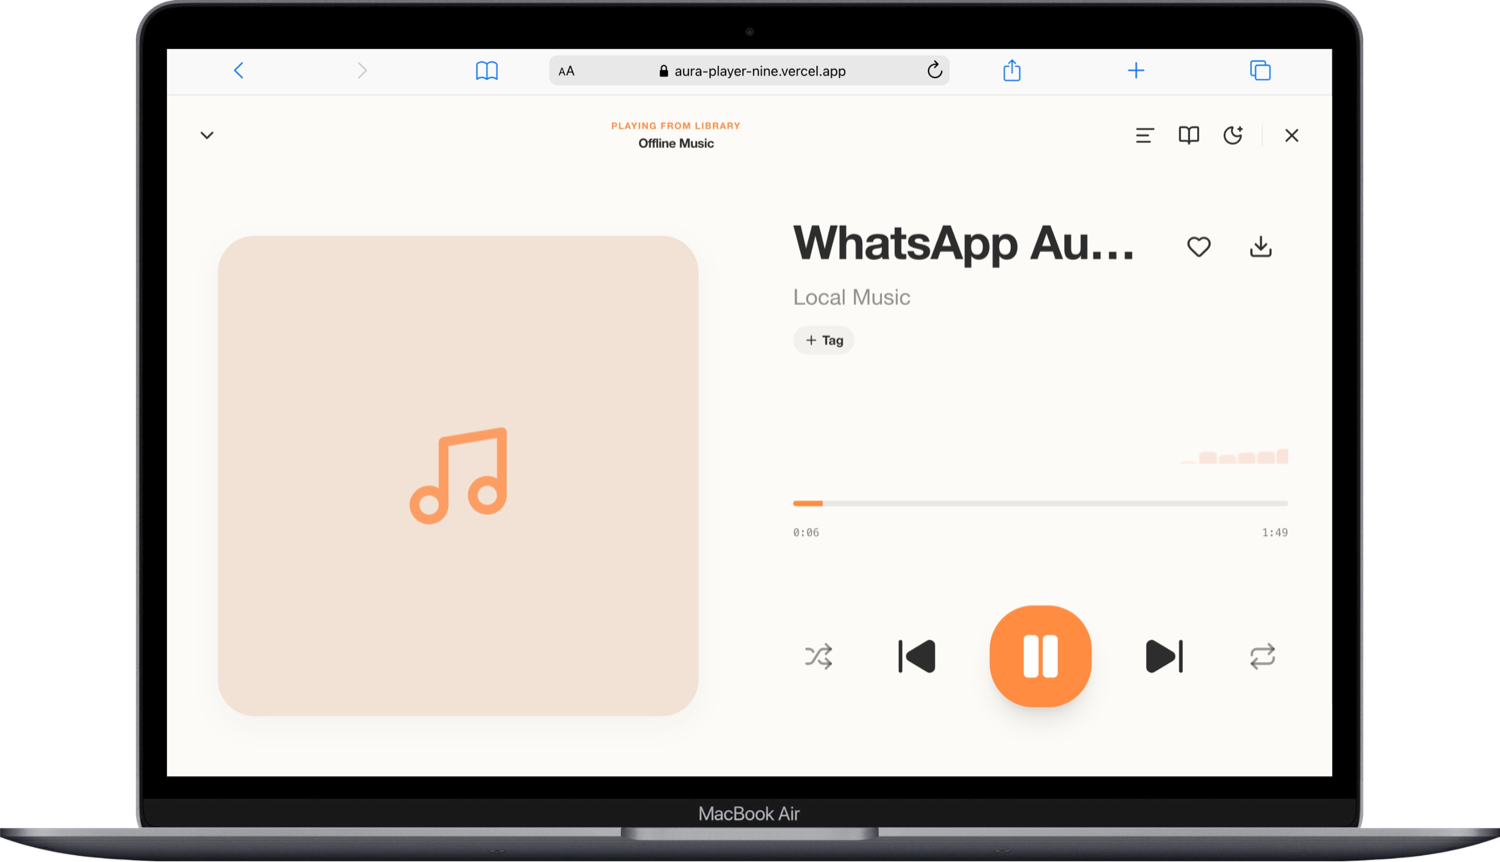 AA aura-player-nine.vercel.app
PLAYING FROM LIBRARY
Offline Music
WhatsApp Au...
Local Music
+ Tag
0:06 1:49
MacBook Air